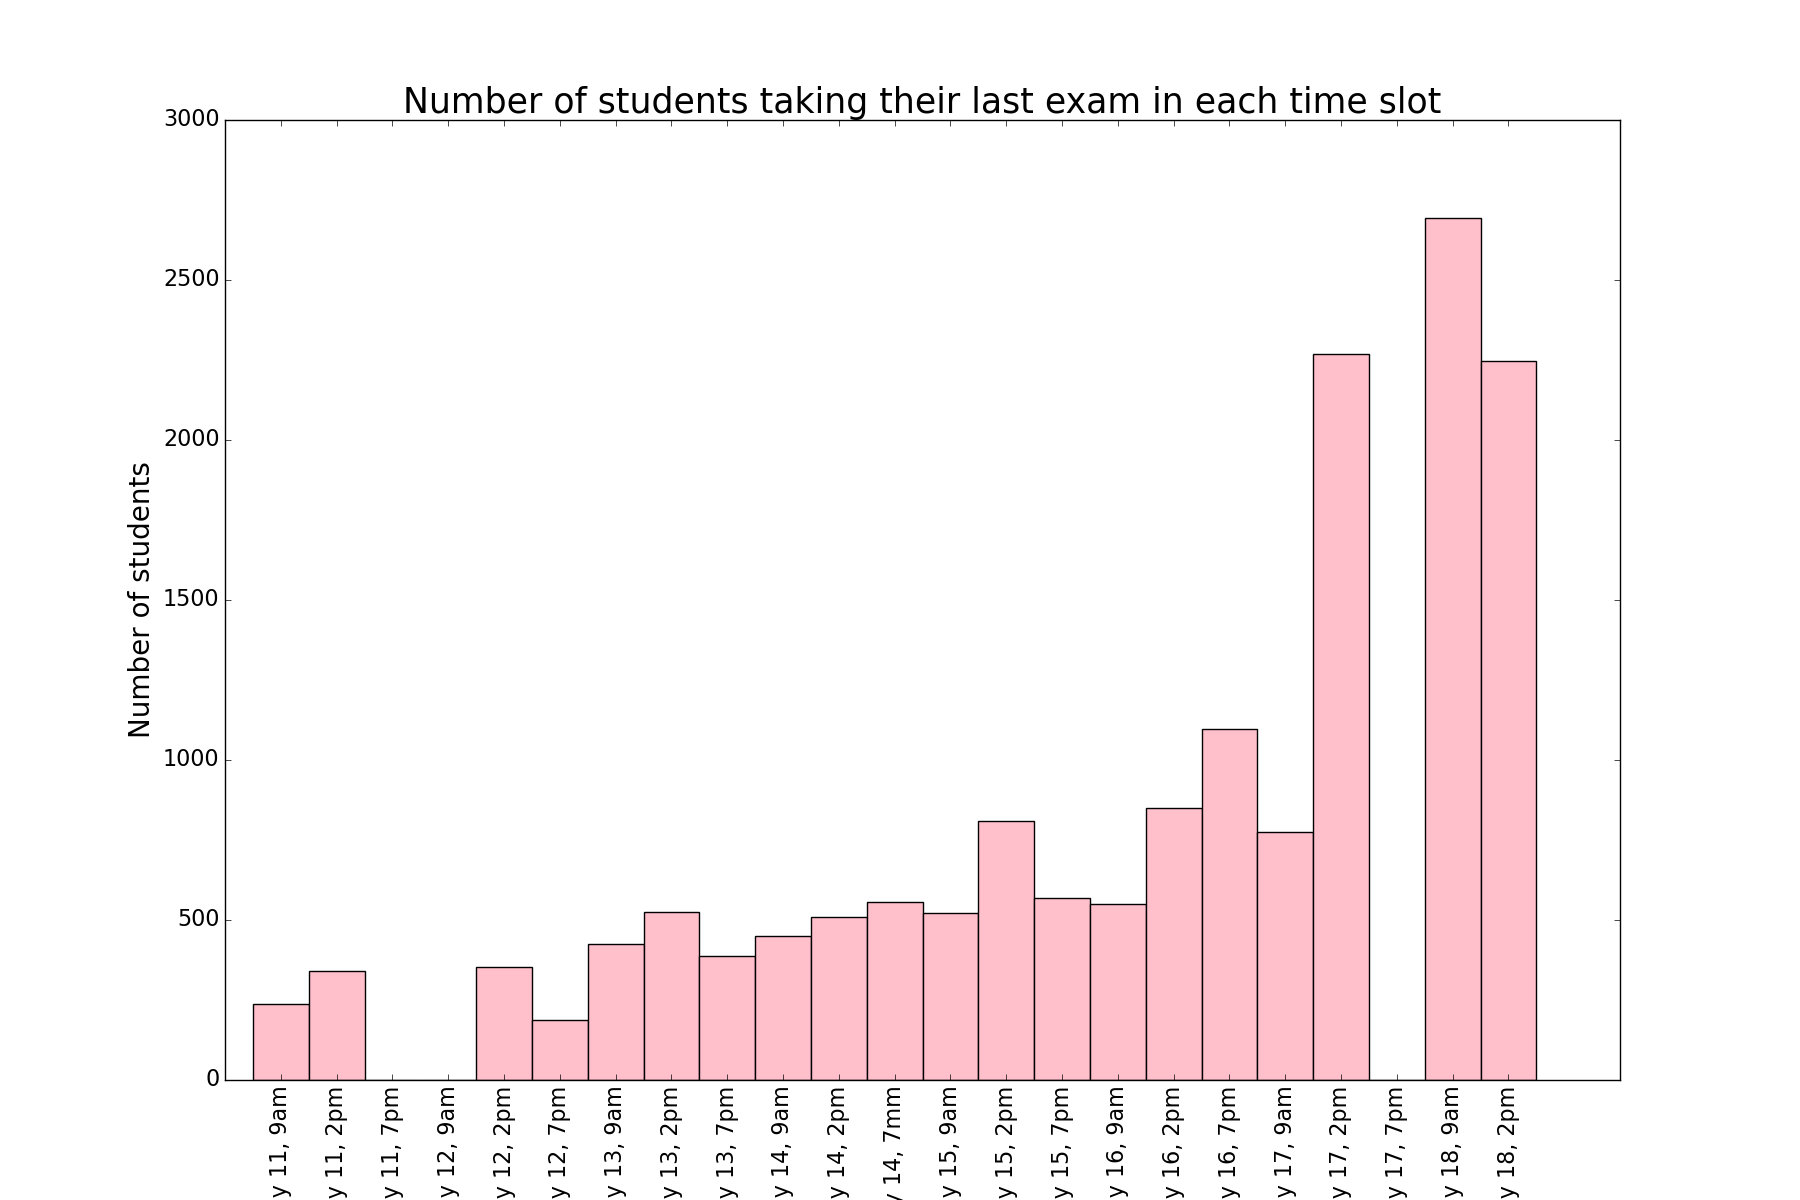 Number of students taking their last exam in each time slot
Number of students
3000
2500
2000
1500
1000
500
0
y 11, 9am
y 11, 2pm
y 11, 7pm
y 12, 9am
y 12, 2pm
y 12, 7pm
y 13, 9am
y 13, 2pm
y 13, 7pm
y 14, 9am
y 14, 2pm
y 14, 7mm
y 15, 9am
y 15, 2pm
y 15, 7pm
y 16, 9am
y 16, 2pm
y 16, 7pm
y 17, 9am
y 17, 2pm
y 17, 7pm
y 18, 9am
y 18, 2pm